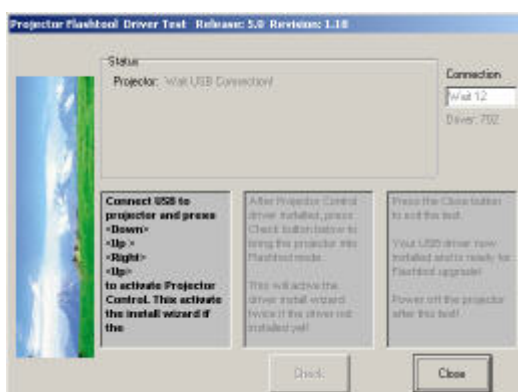 Projector Flashtool Driver Test  Release: 5.0 Revision: 1.10
Status
Projector: Wait USB Connection!
Connection
Wait 12
Driver: 702
Connect USB to
projector and press
<Down>
<Up >
<Right>
<Up>
to activate Projector
Control. This activate
the install wizard if
the
After Projector Control
driver installed, press
Check button below to
bring the projector into
Flashtool mode.
This will active the
driver install wizard
twice if the driver not
installed yet!
Press the Close button
to exit this test.
Your USB driver now
installed and is ready for
Flashtool upgrade!
Power off the projector
after this test!
Check
Close